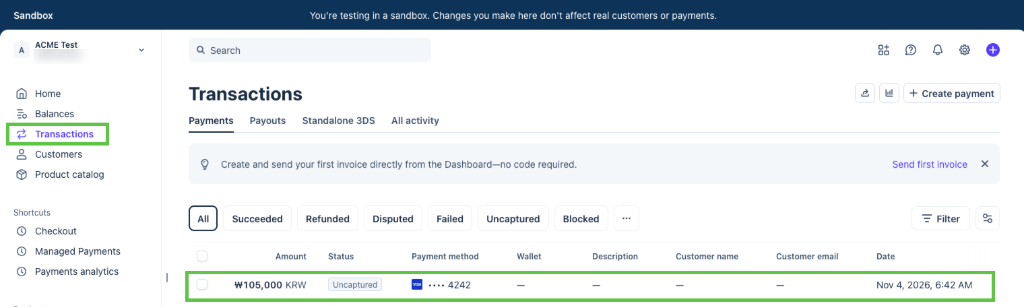 Sandbox You're testing in a sandbox. Changes you make here don't affect real customers or payments.
A ACME Test
Search
Home
Balances
Transactions
Customers
Product catalog
Shortcuts
Checkout
Managed Payments
Payments analytics
Transactions
+ Create payment
Payments Payouts Standalone 3DS All activity
Create and send your first invoice directly from the Dashboard—no code required. Send first invoice
All Succeeded Refunded Disputed Failed Uncaptured Blocked ··· Filter
Amount Status Payment method Wallet Description Customer name Customer email Date
₩105,000 KRW Uncaptured VISA •••• 4242 — — — — Nov 4, 2026, 6:42 AM